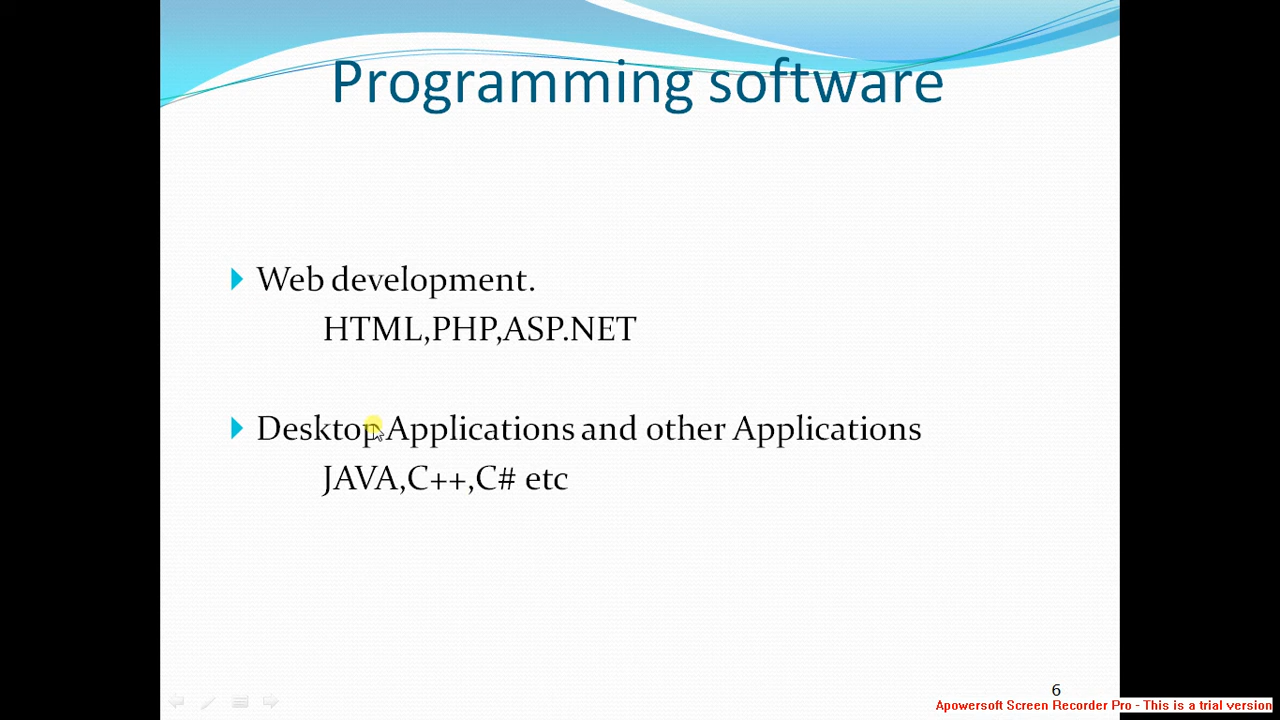 Programming software
Web development.
HTML,PHP,ASP.NET
Desktop Applications and other Applications
JAVA,C++,C# etc
6
Apowersoft Screen Recorder Pro - This is a trial version